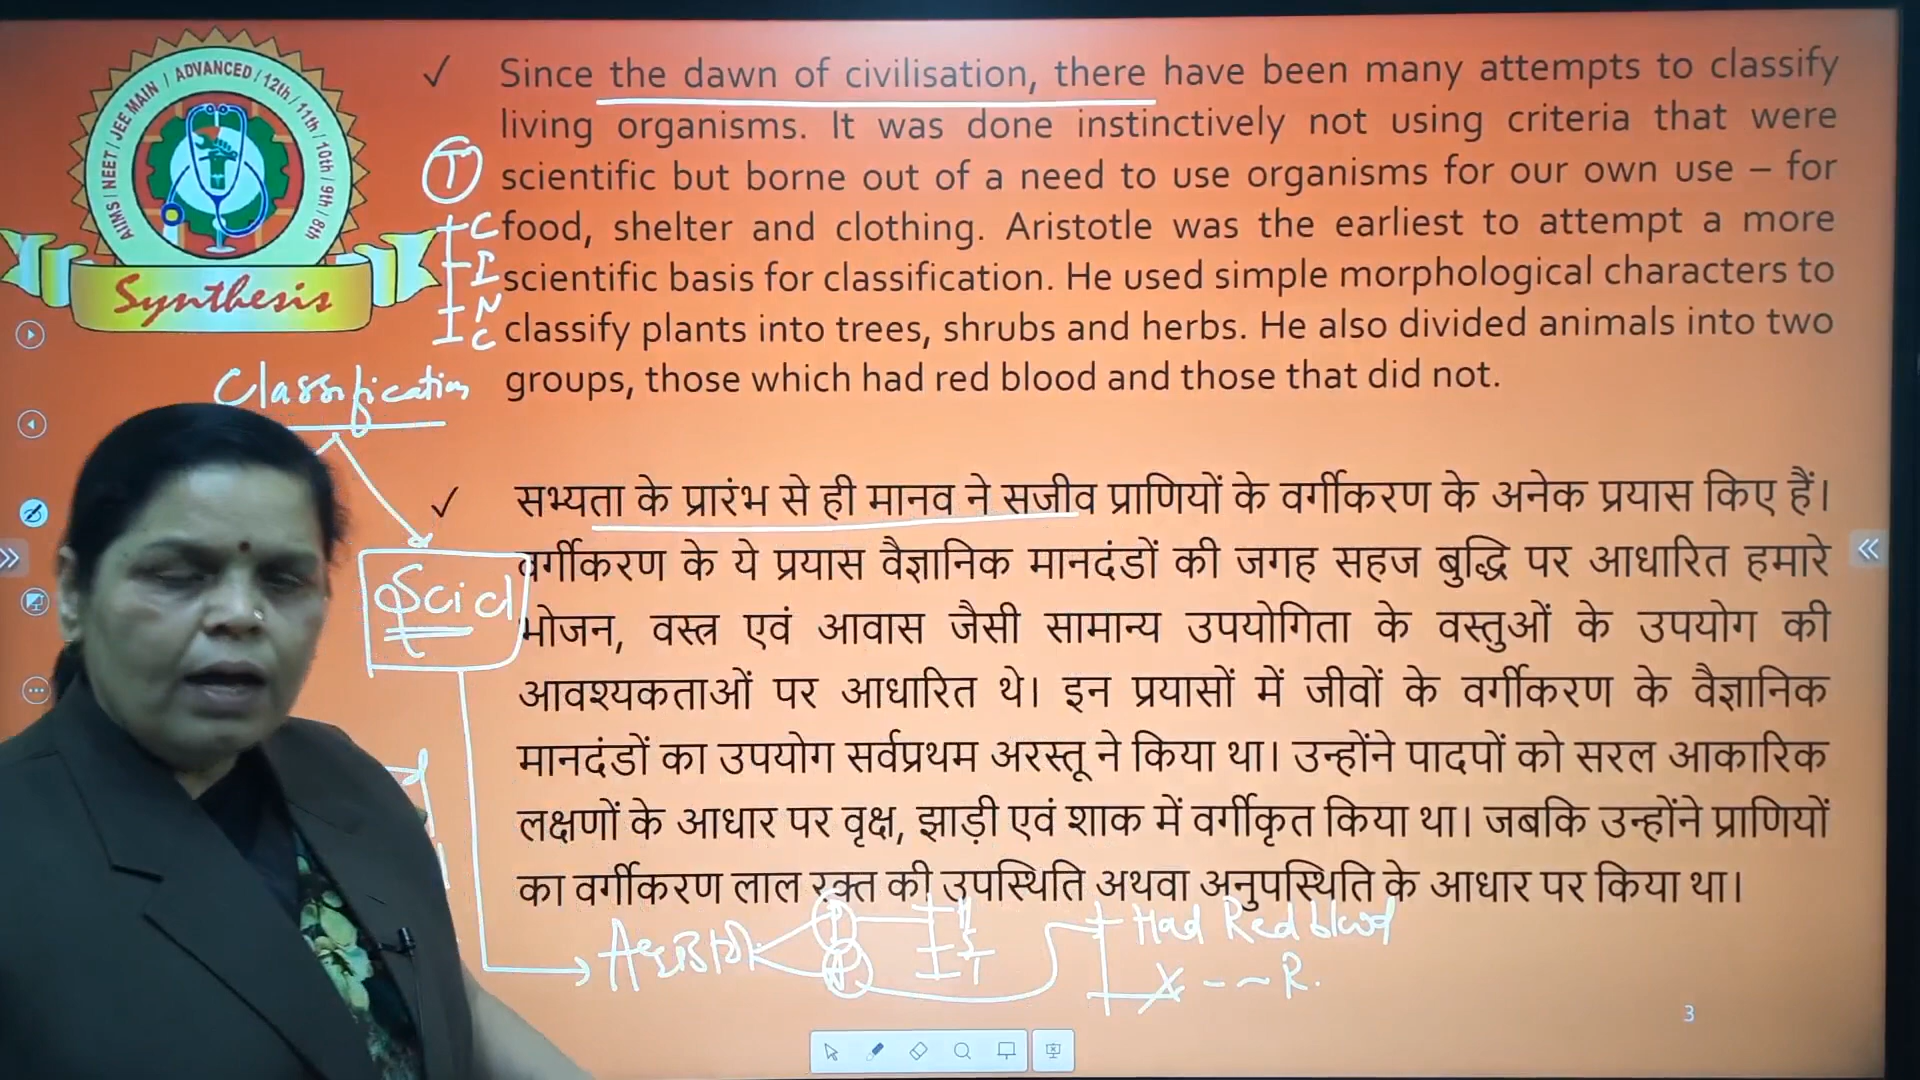 AIIMS / NEET / JEE MAIN / ADVANCED / 12th / 11th / 10th / 9th / 8th
Synthesis
✓ Since the dawn of civilisation, there have been many attempts to classify
living organisms. It was done instinctively not using criteria that were
scientific but borne out of a need to use organisms for our own use – for
food, shelter and clothing. Aristotle was the earliest to attempt a more
scientific basis for classification. He used simple morphological characters to
classify plants into trees, shrubs and herbs. He also divided animals into two
groups, those which had red blood and those that did not.
T
C
I
N
C
Classification
✓ सभ्यता के प्रारंभ से ही मानव ने सजीव प्राणियों के वर्गीकरण के अनेक प्रयास किए हैं।
वर्गीकरण के ये प्रयास वैज्ञानिक मानदंडों की जगह सहज बुद्धि पर आधारित हमारे
भोजन, वस्त्र एवं आवास जैसी सामान्य उपयोगिता के वस्तुओं के उपयोग की
आवश्यकताओं पर आधारित थे। इन प्रयासों में जीवों के वर्गीकरण के वैज्ञानिक
मानदंडों का उपयोग सर्वप्रथम अरस्तू ने किया था। उन्होंने पादपों को सरल आकारिक
लक्षणों के आधार पर वृक्ष, झाड़ी एवं शाक में वर्गीकृत किया था। जबकि उन्होंने प्राणियों
का वर्गीकरण लाल रक्त की उपस्थिति अथवा अनुपस्थिति के आधार पर किया था।
Sci cl
H
S
T
Had Red blood
X - ~ R.
3